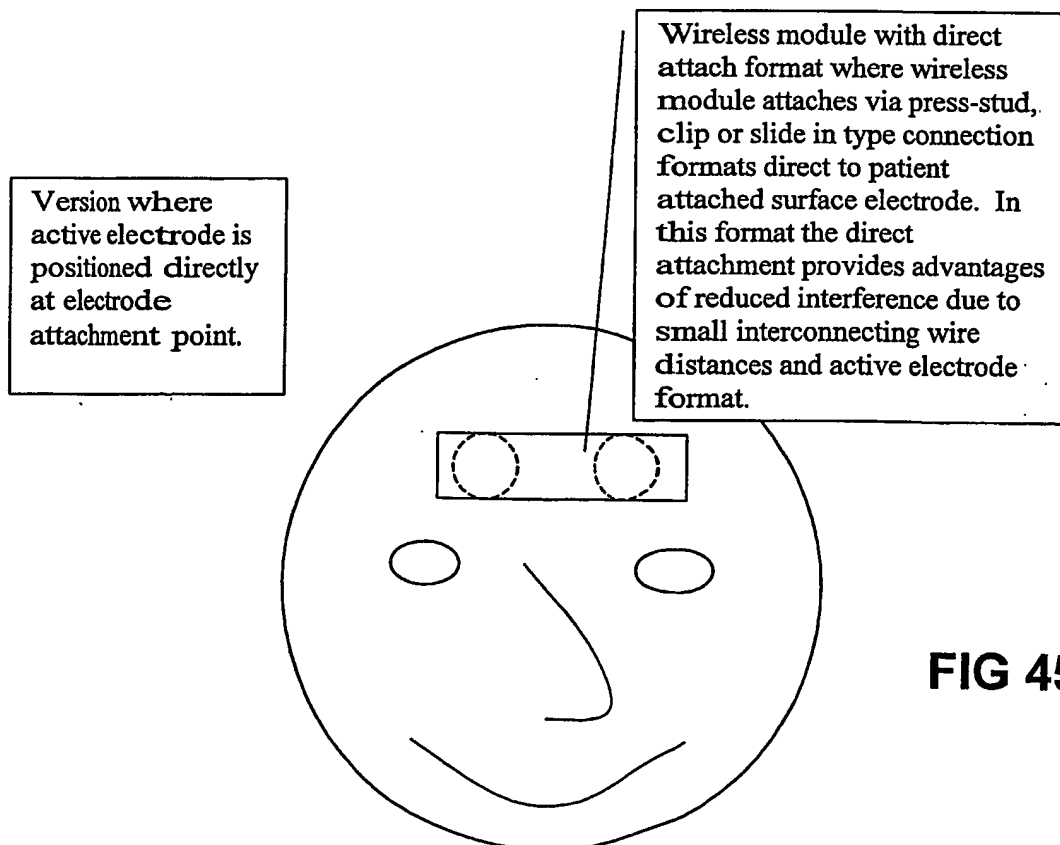 Version where
active electrode is
positioned directly
at electrode
attachment point.
Wireless module with direct
attach format where wireless
module attaches via press-stud,
clip or slide in type connection
formats direct to patient
attached surface electrode. In
this format the direct
attachment provides advantages
of reduced interference due to
small interconnecting wire
distances and active electrode
format.
FIG 45